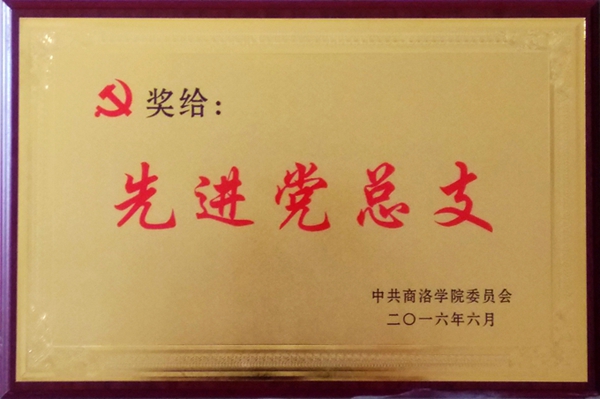 奖给：
先进党总支
中共商洛学院委员会
二〇一六年六月